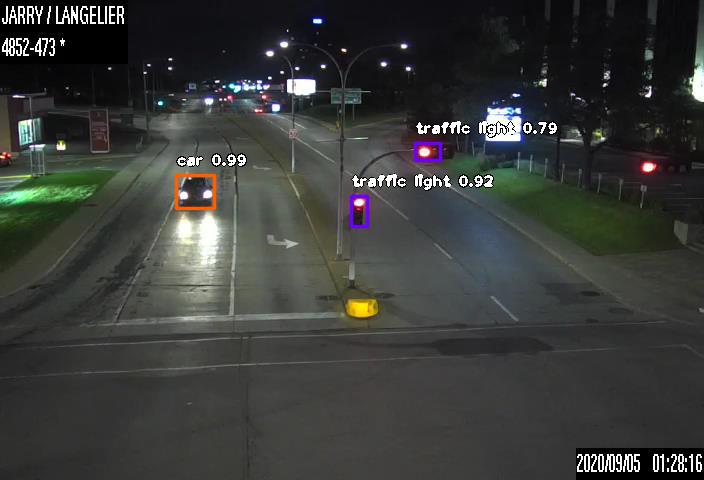 JARRY / LANGELIER
4852-473 *
traffic light 0.79
car 0.99
traffic light 0.92
2020/09/05 01:28:16